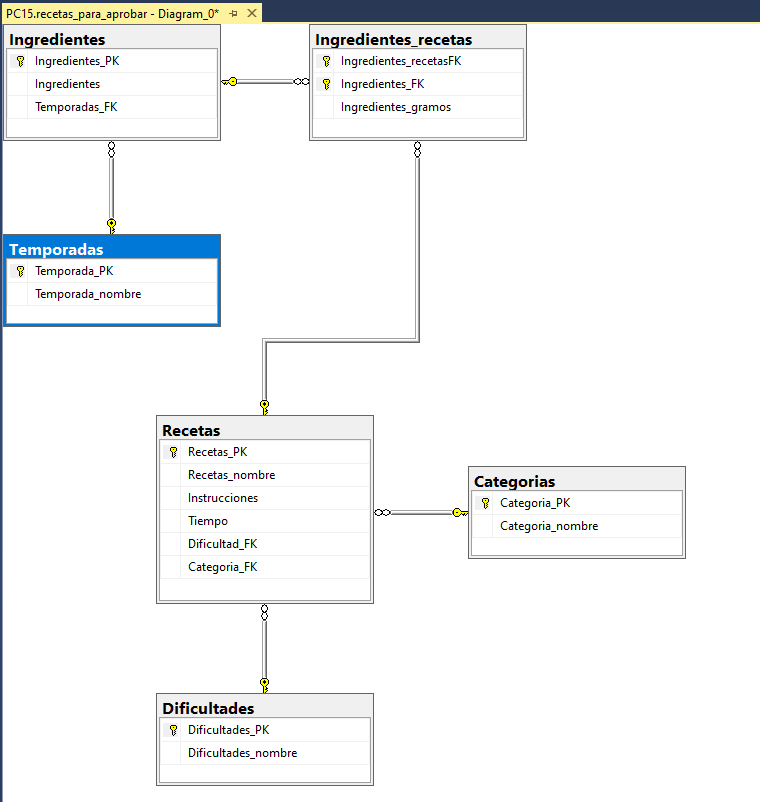 PC15.recetas_para_aprobar - Diagram_0*
Ingredientes
Ingredientes_PK
Ingredientes
Temporadas_FK
Ingredientes_recetas
Ingredientes_recetasFK
Ingredientes_FK
Ingredientes_gramos
Temporadas
Temporada_PK
Temporada_nombre
Recetas
Recetas_PK
Recetas_nombre
Instrucciones
Tiempo
Dificultad_FK
Categoria_FK
Categorias
Categoria_PK
Categoria_nombre
Dificultades
Dificultades_PK
Dificultades_nombre